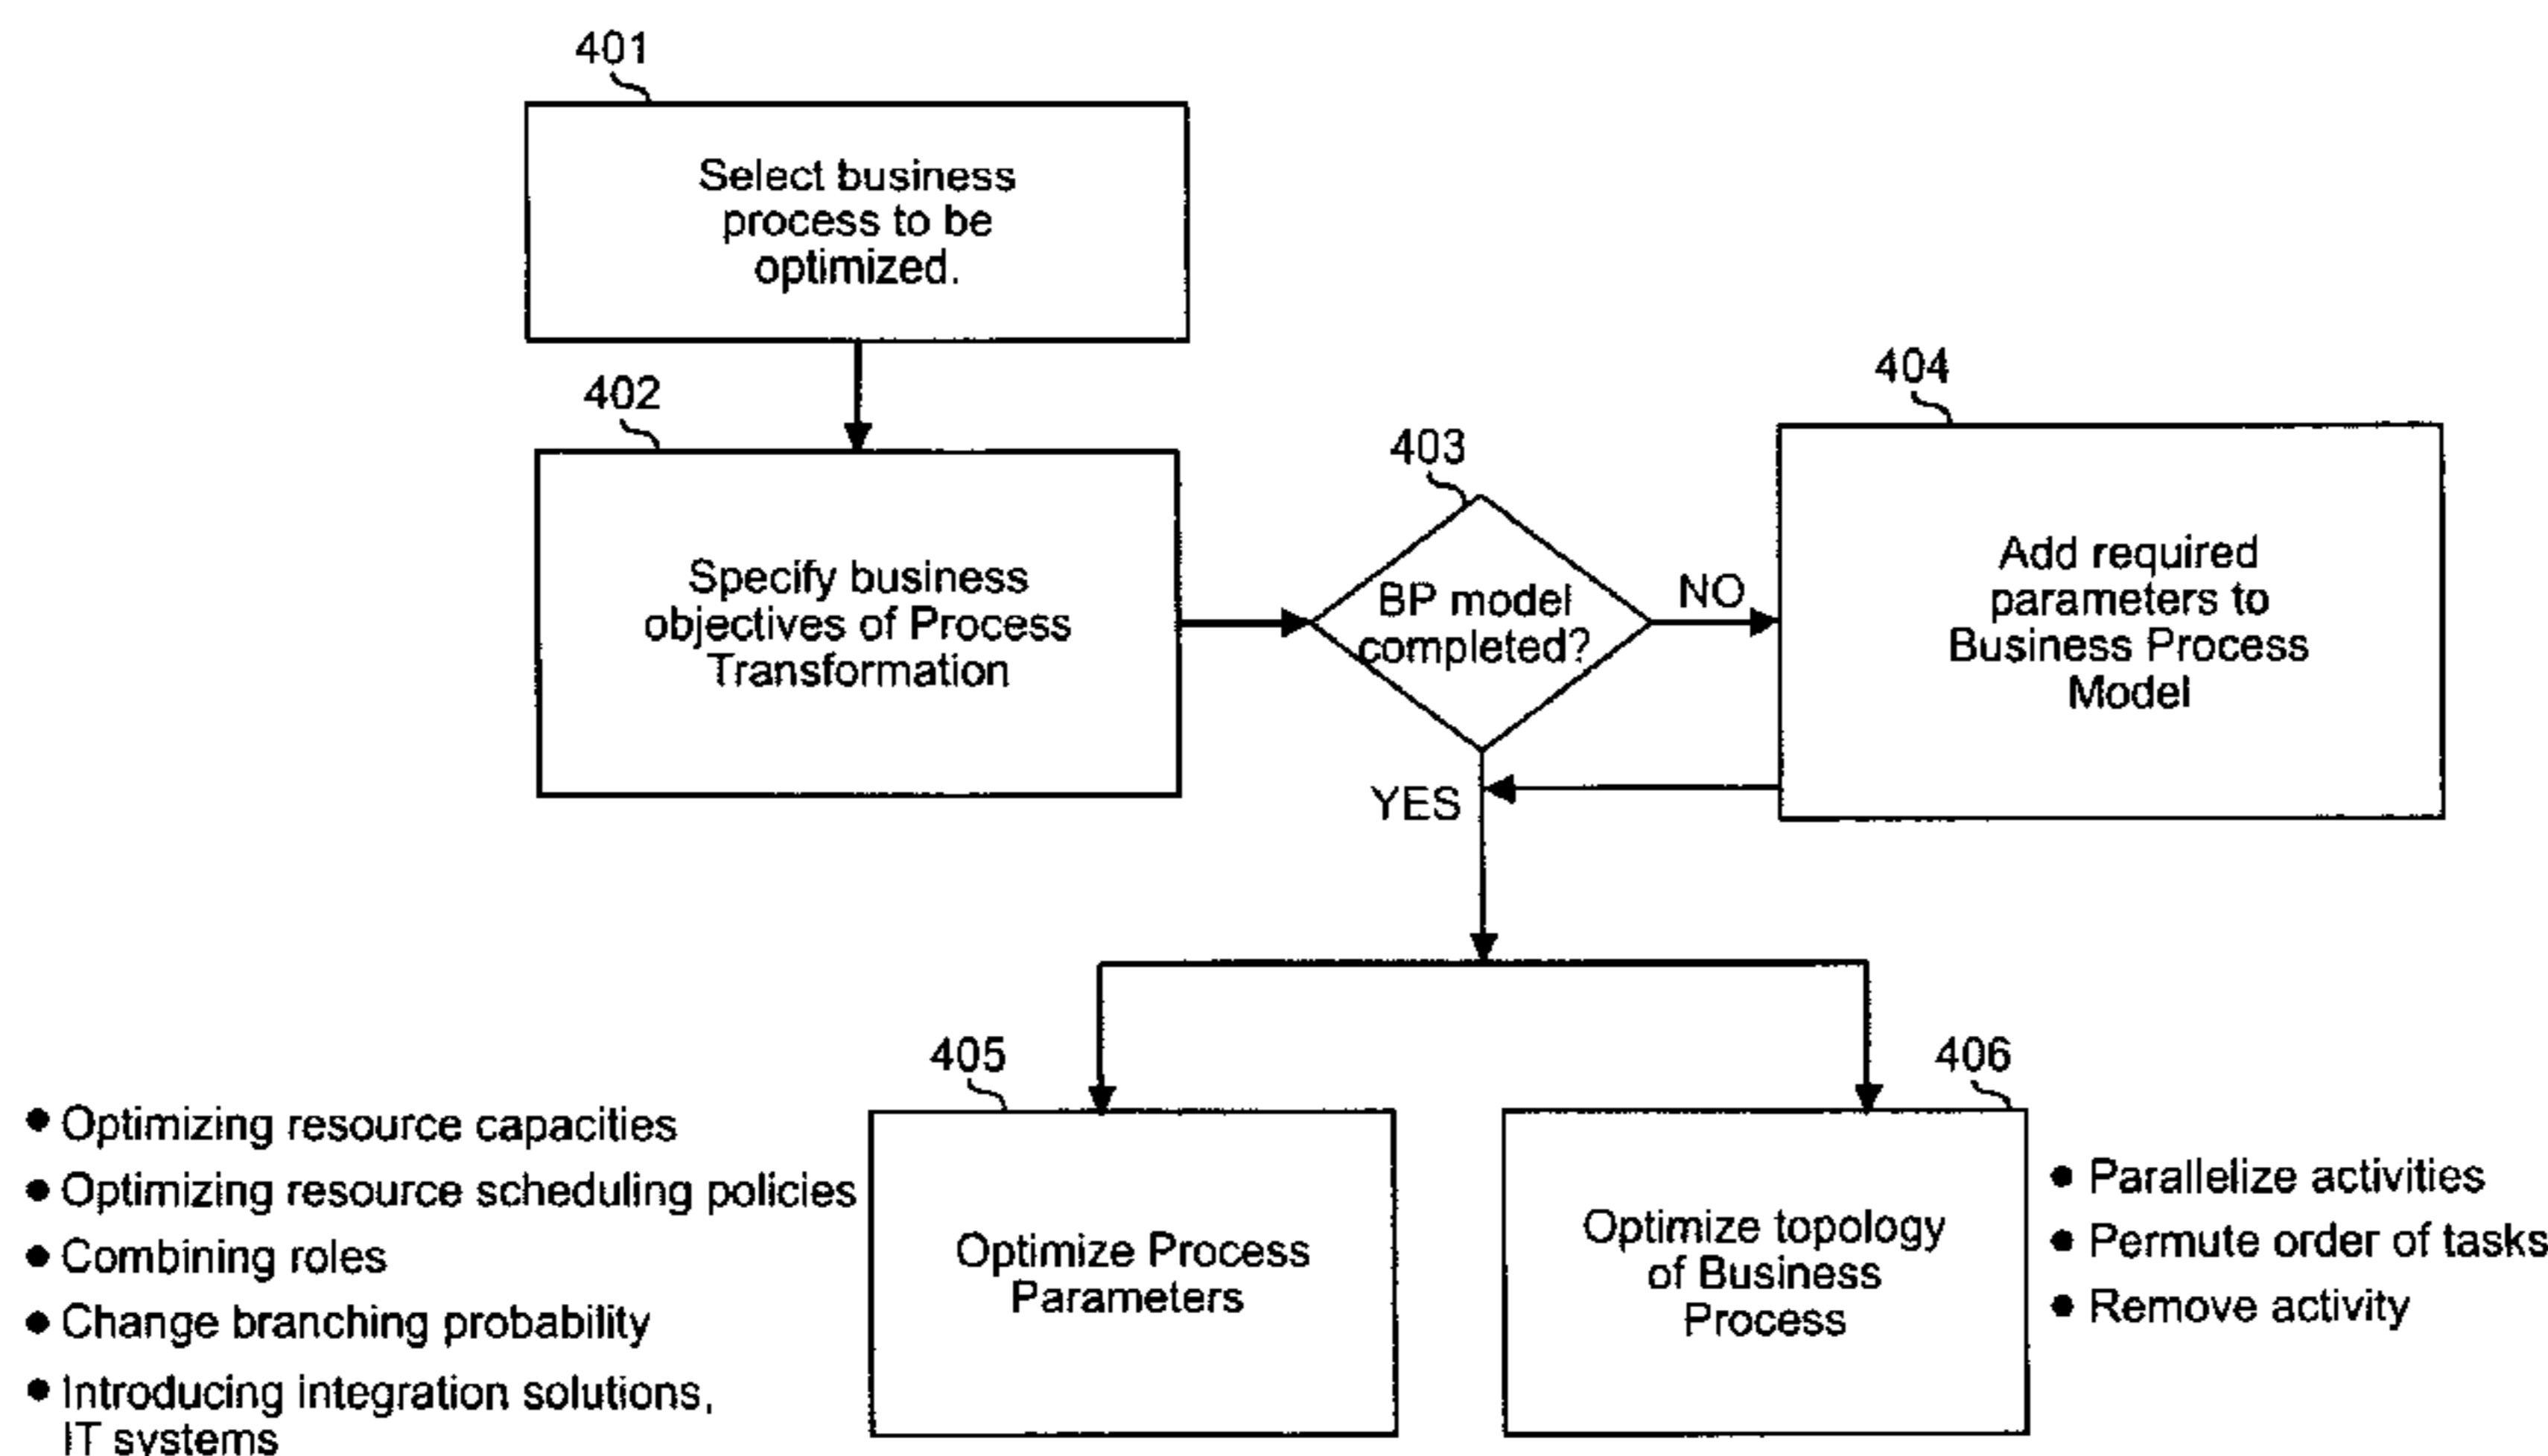 401
Select business
process to be
optimized.
402
Specify business
objectives of Process
Transformation
403
BP model
completed?
NO
YES
404
Add required
parameters to
Business Process
Model
405
Optimize Process
Parameters
• Optimizing resource capacities
• Optimizing resource scheduling policies
• Combining roles
• Change branching probability
• Introducing integration solutions,
IT systems
406
Optimize topology
of Business
Process
• Parallelize activities
• Permute order of tasks
• Remove activity